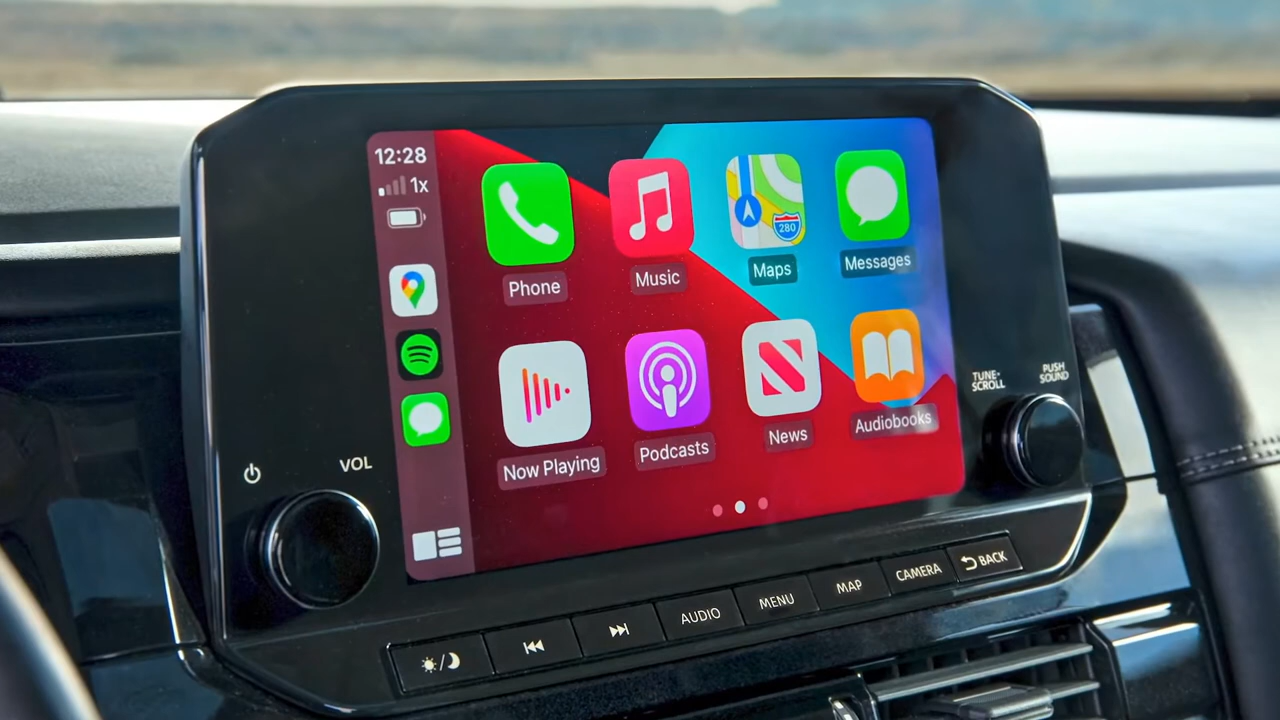 12:28
1x
Phone
Music
280
Maps
Messages
Now Playing
Podcasts
News
Audiobooks
VOL
TUNE•
SCROLL
PUSH
SOUND
AUDIO
MENU
MAP
CAMERA
BACK